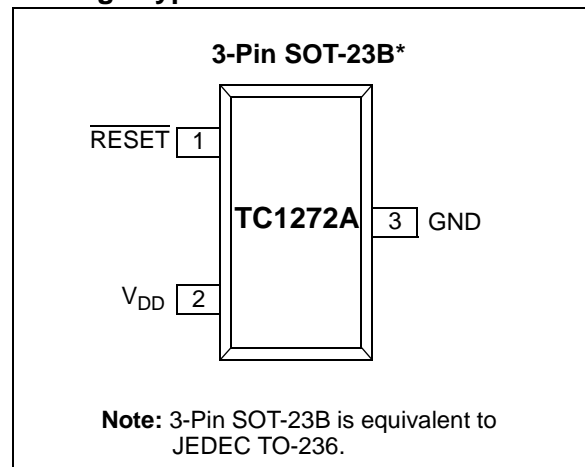 3-Pin SOT-23B*
RESET 1
TC1272A
3 GND
VDD 2
Note: 3-Pin SOT-23B is equivalent to
JEDEC TO-236.